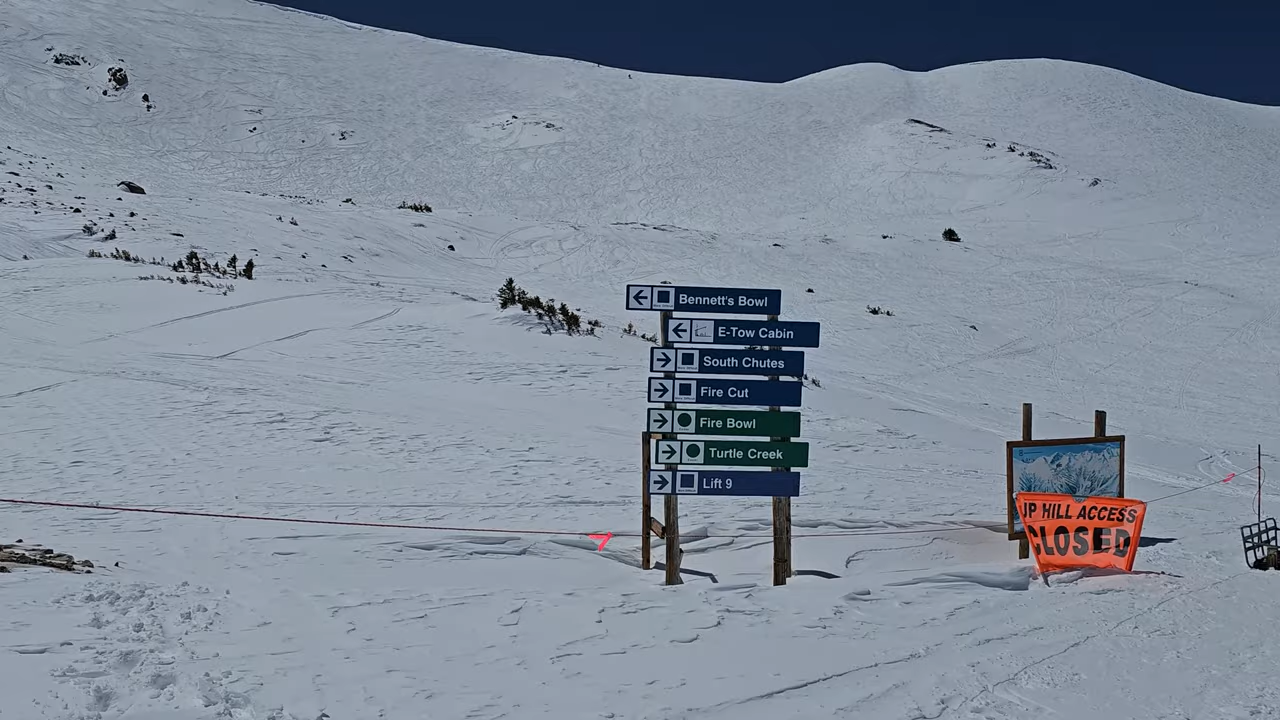 Bennett's Bowl
E-Tow Cabin
South Chutes
Fire Cut
Fire Bowl
Turtle Creek
Lift 9
UP HILL ACCESS
CLOSED